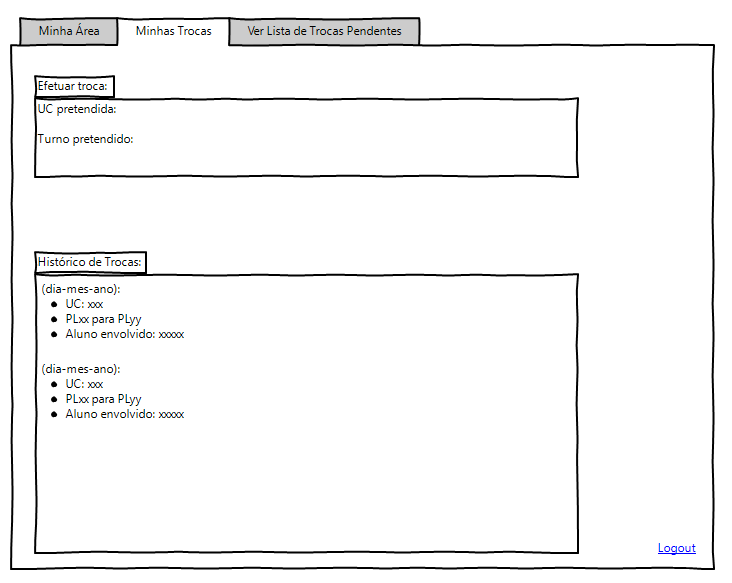 Minha Área
Minhas Trocas
Ver Lista de Trocas Pendentes
Efetuar troca:
UC pretendida:
Turno pretendido:
Histórico de Trocas:
(dia-mes-ano):
• UC: xxx
• PLxx para PLyy
• Aluno envolvido: xxxxx
(dia-mes-ano):
• UC: xxx
• PLxx para PLyy
• Aluno envolvido: xxxxx
Logout